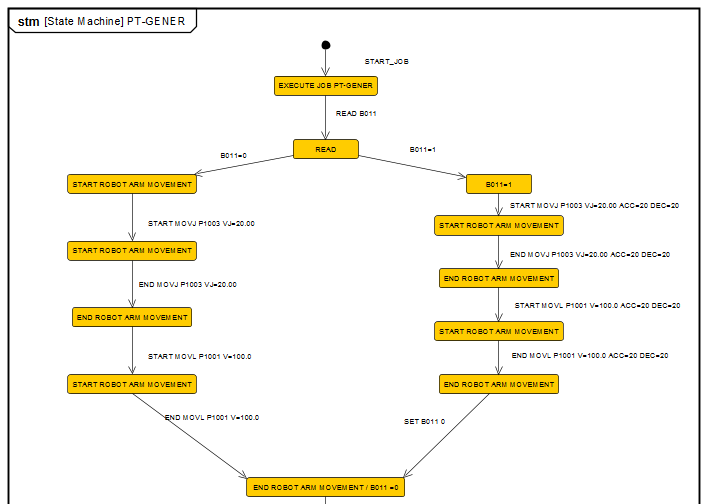 stm [State Machine] PT-GENER
START_JOB
EXECUTE JOB PT-GENER
READ B011
READ
B011=0
B011=1
START ROBOT ARM MOVEMENT
B011=1
START MOVJ P1003 VJ=20.00 ACC=20 DEC=20
START MOVJ P1003 VJ=20.00
START ROBOT ARM MOVEMENT
START ROBOT ARM MOVEMENT
END MOVJ P1003 VJ=20.00 ACC=20 DEC=20
END MOVJ P1003 VJ=20.00
END ROBOT ARM MOVEMENT
START MOVL P1001 V=100.0 ACC=20 DEC=20
END ROBOT ARM MOVEMENT
START ROBOT ARM MOVEMENT
START MOVL P1001 V=100.0
END MOVL P1001 V=100.0 ACC=20 DEC=20
START ROBOT ARM MOVEMENT
END ROBOT ARM MOVEMENT
END MOVL P1001 V=100.0
SET B011 0
END ROBOT ARM MOVEMENT / B011 =0